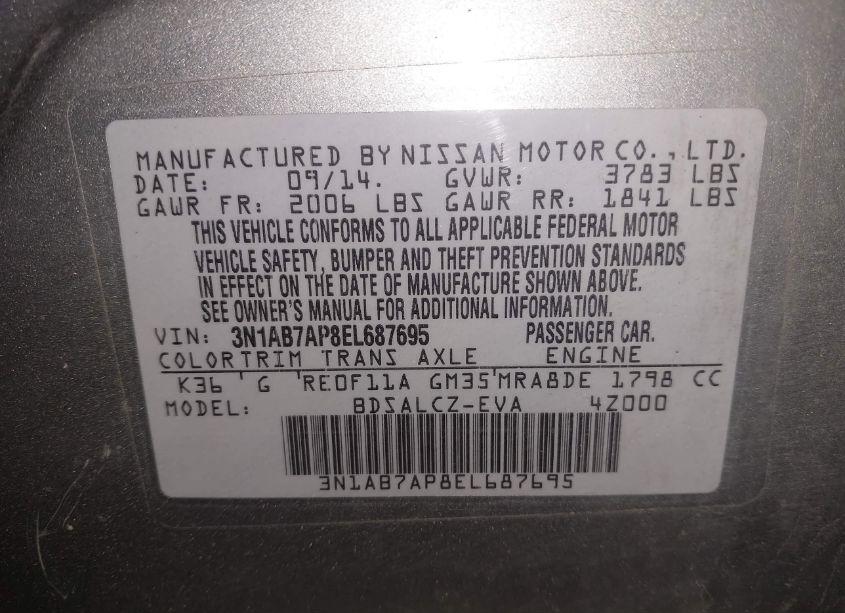 MANUFACTURED BY NISSAN MOTOR CO., LTD.
DATE: 09/14. GVWR: 3783 LBS
GAWR FR: 2006 LBS GAWR RR: 1841 LBS
THIS VEHICLE CONFORMS TO ALL APPLICABLE FEDERAL MOTOR
VEHICLE SAFETY, BUMPER AND THEFT PREVENTION STANDARDS
IN EFFECT ON THE DATE OF MANUFACTURE SHOWN ABOVE.
SEE OWNER'S MANUAL FOR ADDITIONAL INFORMATION.
VIN: 3N1AB7AP8EL687695 PASSENGER CAR.
COLOR TRIM TRANS AXLE ENGINE
K36 G RE0F11A GM35 MRA8DE 1798 CC
MODEL: BDSALCZ-EVA 4Z000
3N1AB7AP8EL687695